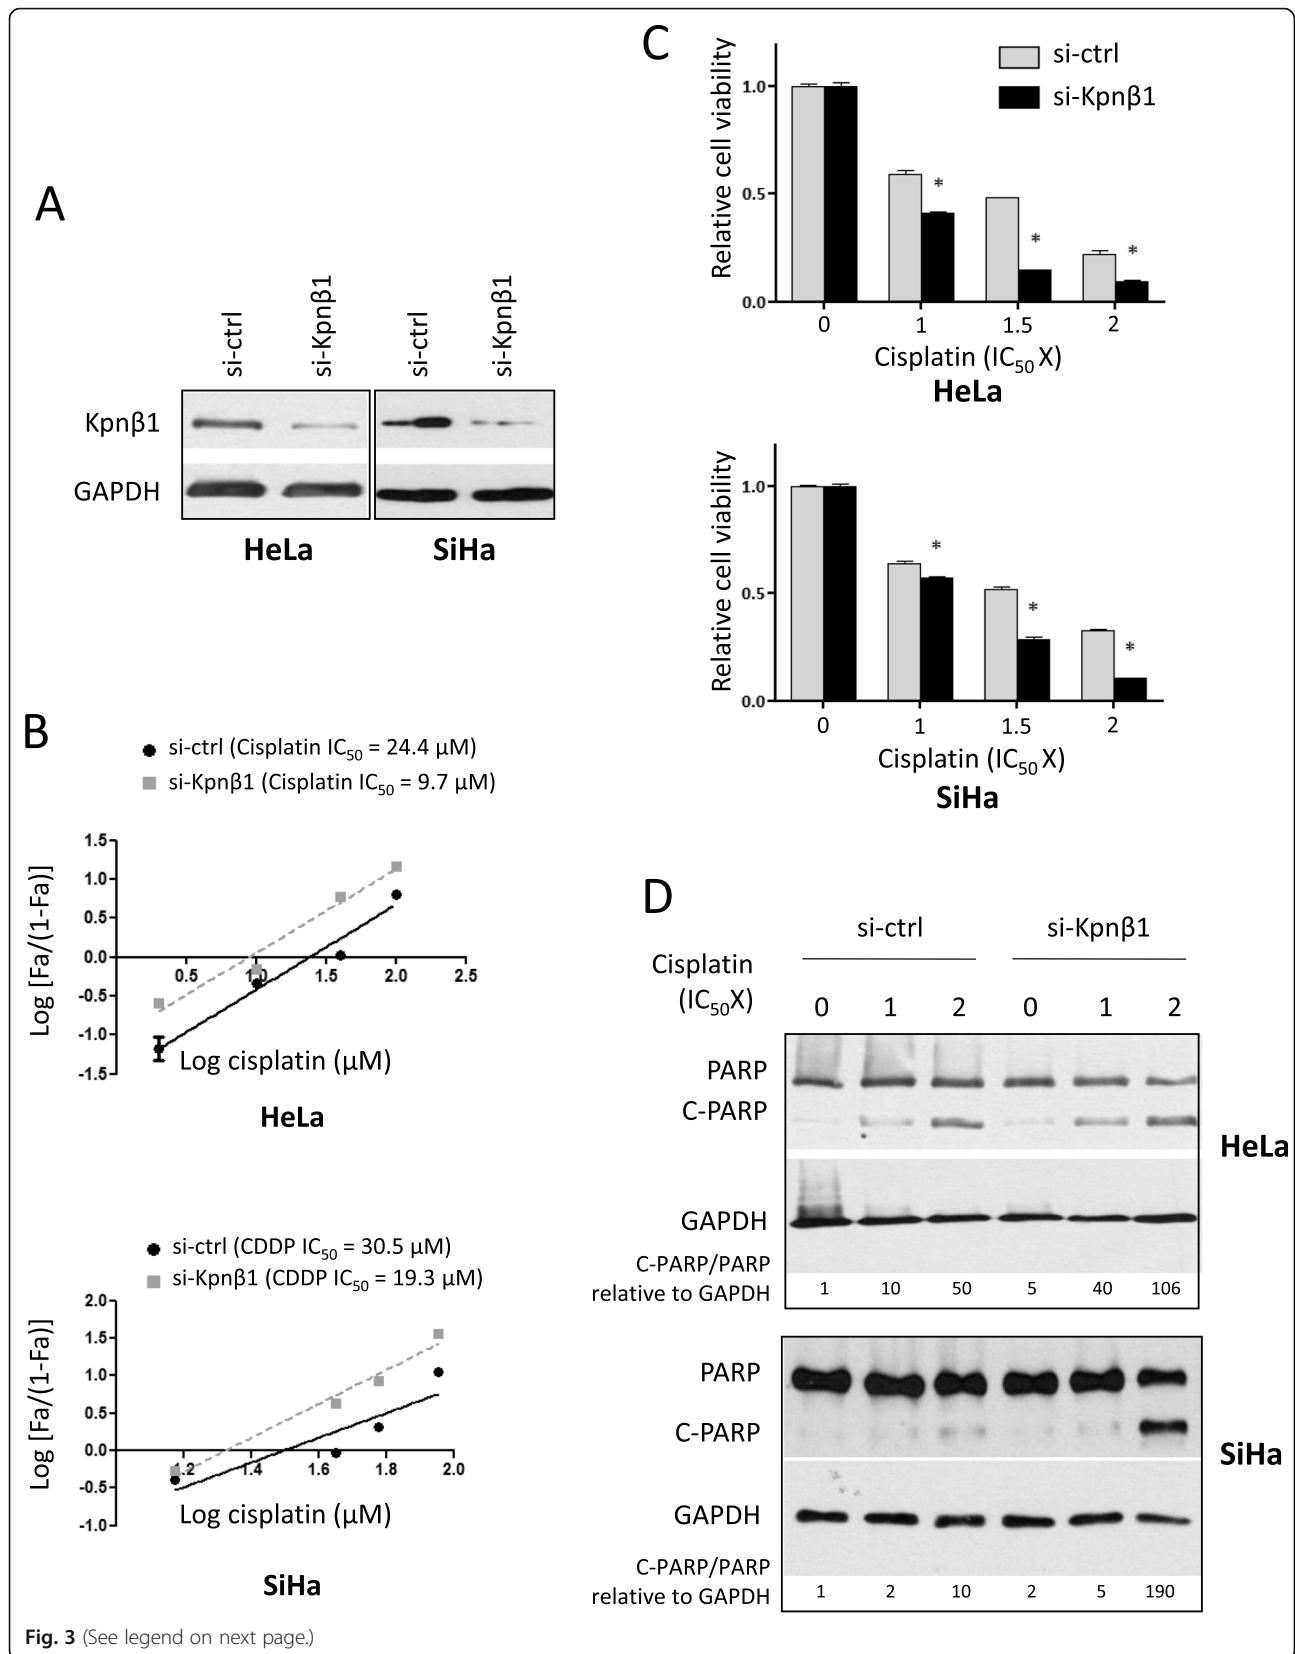 A
si-ctrl
si-Kpnβ1
si-ctrl
si-Kpnβ1
Kpnβ1
GAPDH
HeLa
SiHa
B
si-ctrl (Cisplatin IC50 = 24.4 µM)
si-Kpnβ1 (Cisplatin IC50 = 9.7 µM)
Log [Fa/(1-Fa)]
1.5
1.0
0.5
0.0
-0.5
-1.0
-1.5
0.5
1.0
1.5
2.0
2.5
Log cisplatin (µM)
HeLa
si-ctrl (CDDP IC50 = 30.5 µM)
si-Kpnβ1 (CDDP IC50 = 19.3 µM)
Log [Fa/(1-Fa)]
2.0
1.5
1.0
0.5
0.0
-0.5
-1.0
1.2
1.4
1.6
1.8
2.0
Log cisplatin (µM)
SiHa
C
si-ctrl
si-Kpnβ1
Relative cell viability
1.0
0.5
0.0
*
*
*
0 1 1.5 2
Cisplatin (IC50 X)
HeLa
Relative cell viability
1.0
0.5
0.0
*
*
*
0 1 1.5 2
Cisplatin (IC50 X)
SiHa
D
si-ctrl si-Kpnβ1
Cisplatin
(IC50X) 0 1 2 0 1 2
PARP
C-PARP
GAPDH
HeLa
C-PARP/PARP
relative to GAPDH 1 10 50 5 40 106
PARP
C-PARP
SiHa
GAPDH
C-PARP/PARP
relative to GAPDH 1 2 10 2 5 190
Fig. 3 (See legend on next page.)